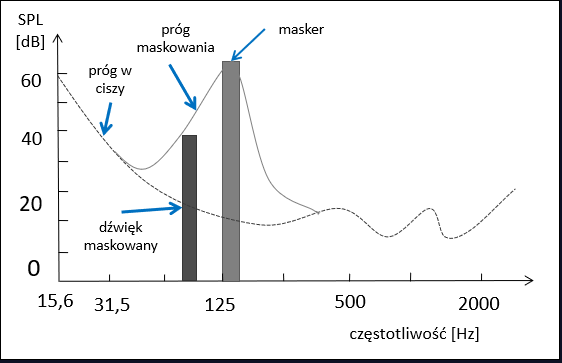 SPL
[dB]
próg
maskowania
masker
próg w
ciszy
60
40
20
0
dźwięk
maskowany
15,6
31,5
125
500
2000
częstotliwość [Hz]